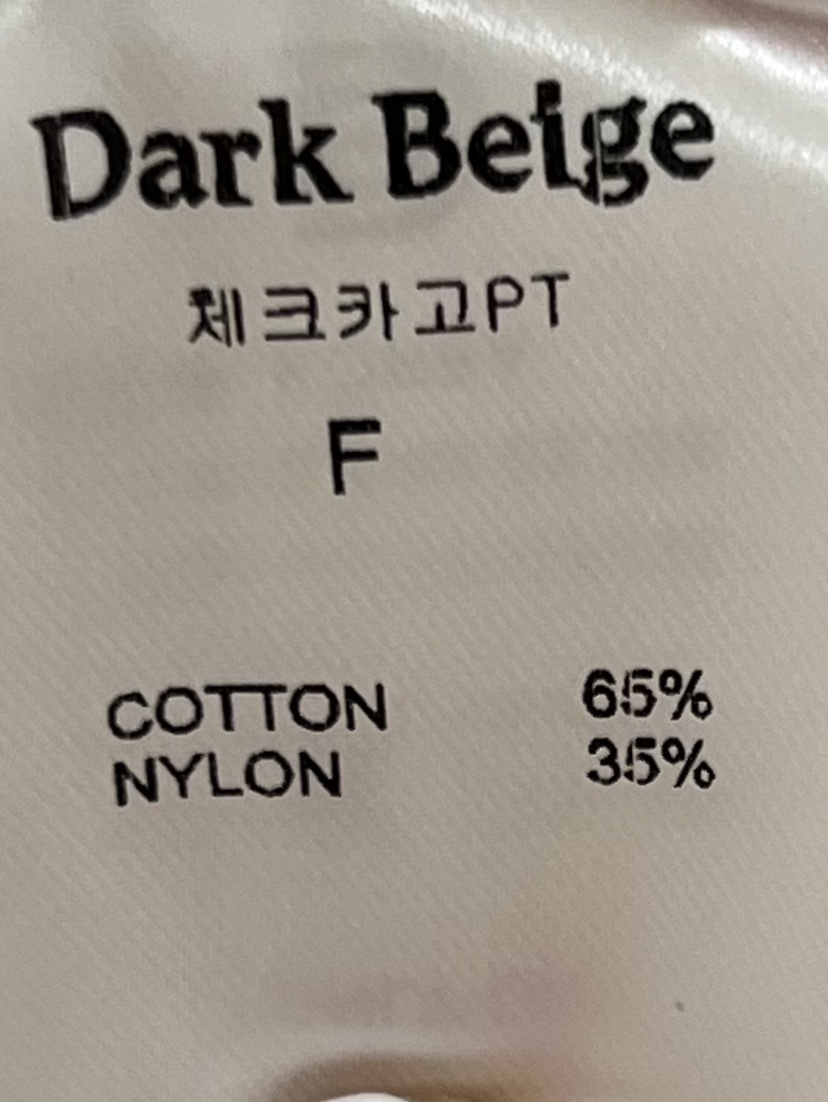 Dark Beige
체크카고PT
F
COTTON 65%
NYLON 35%